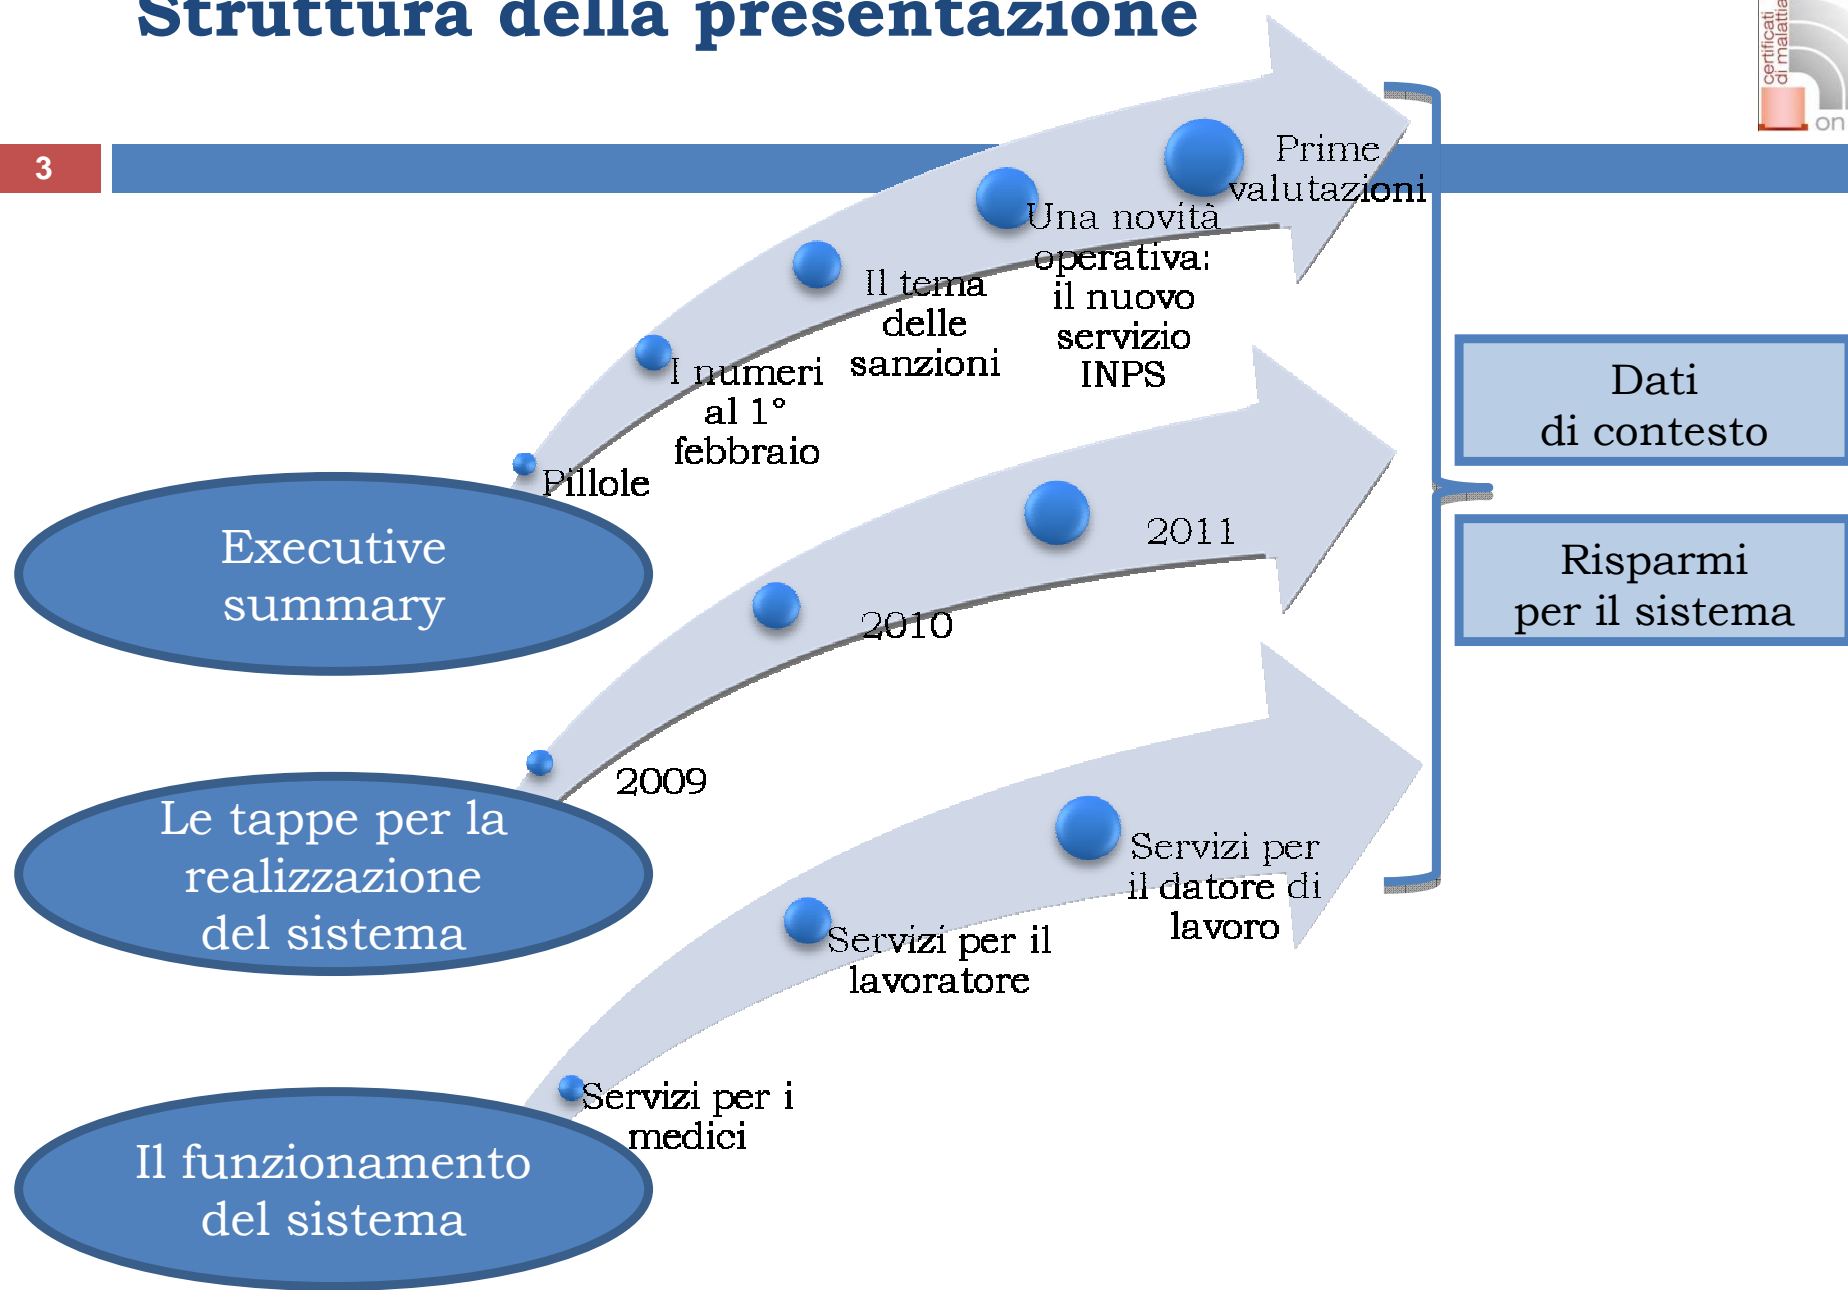 Struttura della presentazione
certificati
di malattia
on
3
Prime
valutazioni
Una novità
operativa:
il nuovo
servizio
INPS
Il tema
delle
sanzioni
I numeri
al 1°
febbraio
Pillole
Executive
summary
2011
2010
2009
Le tappe per la
realizzazione
del sistema
Servizi per
il datore di
lavoro
Servizi per il
lavoratore
Servizi per i
medici
Il funzionamento
del sistema
Dati
di contesto
Risparmi
per il sistema